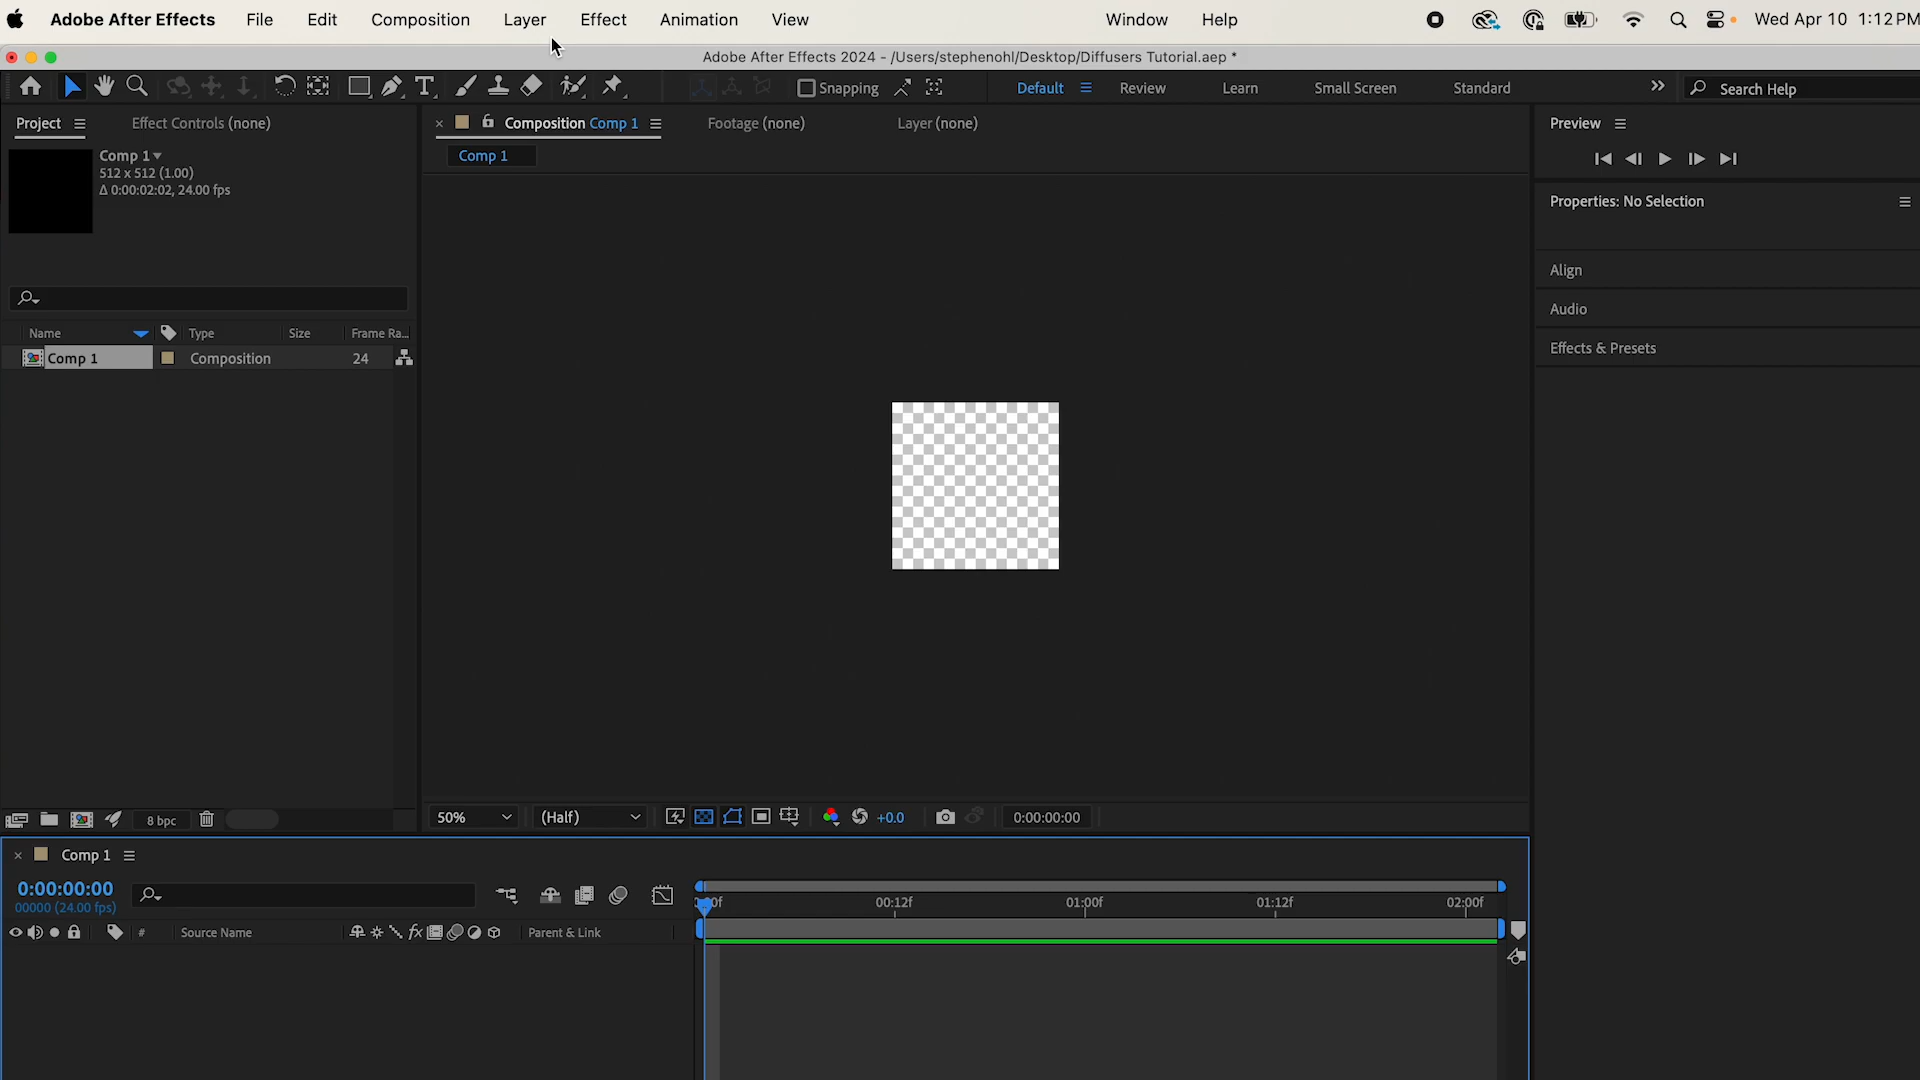 Adobe After Effects File Edit Composition Layer Effect Animation View Window Help Wed Apr 10 1:12PM
Adobe After Effects 2024 - /Users/stephenohl/Desktop/Diffusers Tutorial.aep *
Snapping Default Review Learn Small Screen Standard Search Help
Project Effect Controls (none) Composition Comp 1 Footage (none) Layer (none) Preview
Comp 1
512 x 512 (1.00)
Δ 0:00:02:02, 24.00 fps
Comp 1
Properties: No Selection
Align
Audio
Effects & Presets
Name Type Size Frame Ra...
Comp 1 Composition 24
8 bpc 50% (Half) +0.0 0:00:00:00
Comp 1
0:00:00:00
00000 (24.00 fps)
00:12f 01:00f 01:12f 02:00f
# Source Name fx Parent & Link